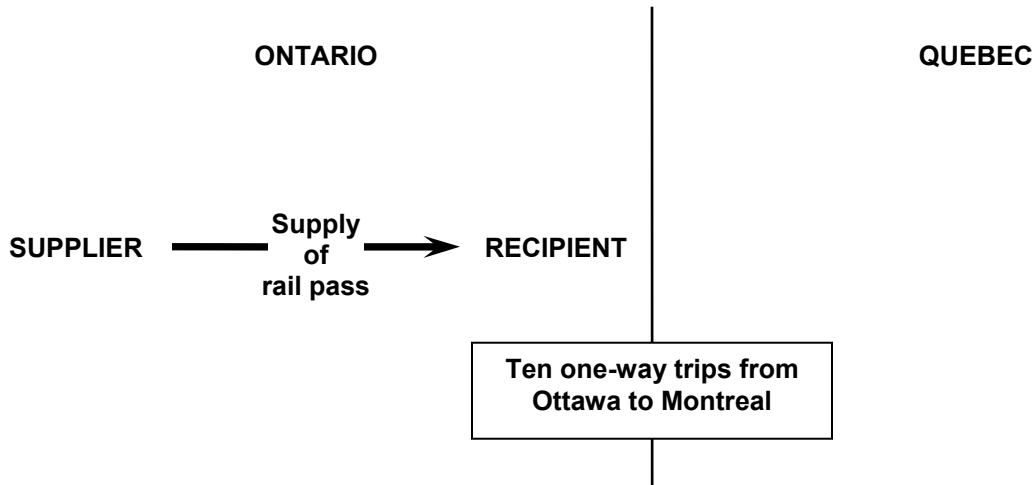 ONTARIO
QUEBEC
SUPPLIER
Supply
of
rail pass
RECIPIENT
Ten one-way trips from
Ottawa to Montreal